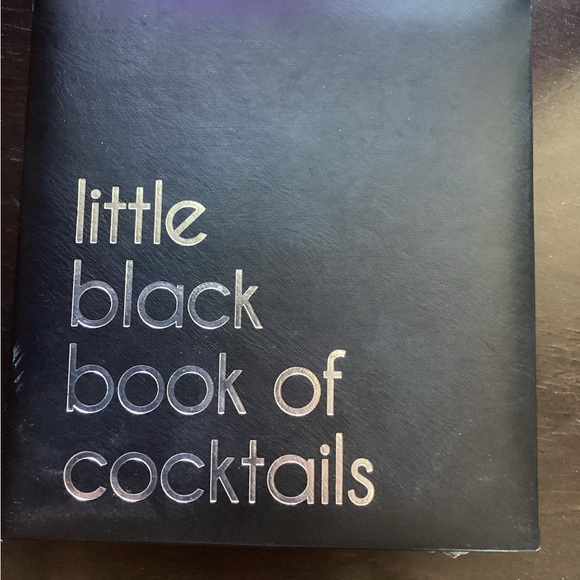 little
black
book of
cocktails